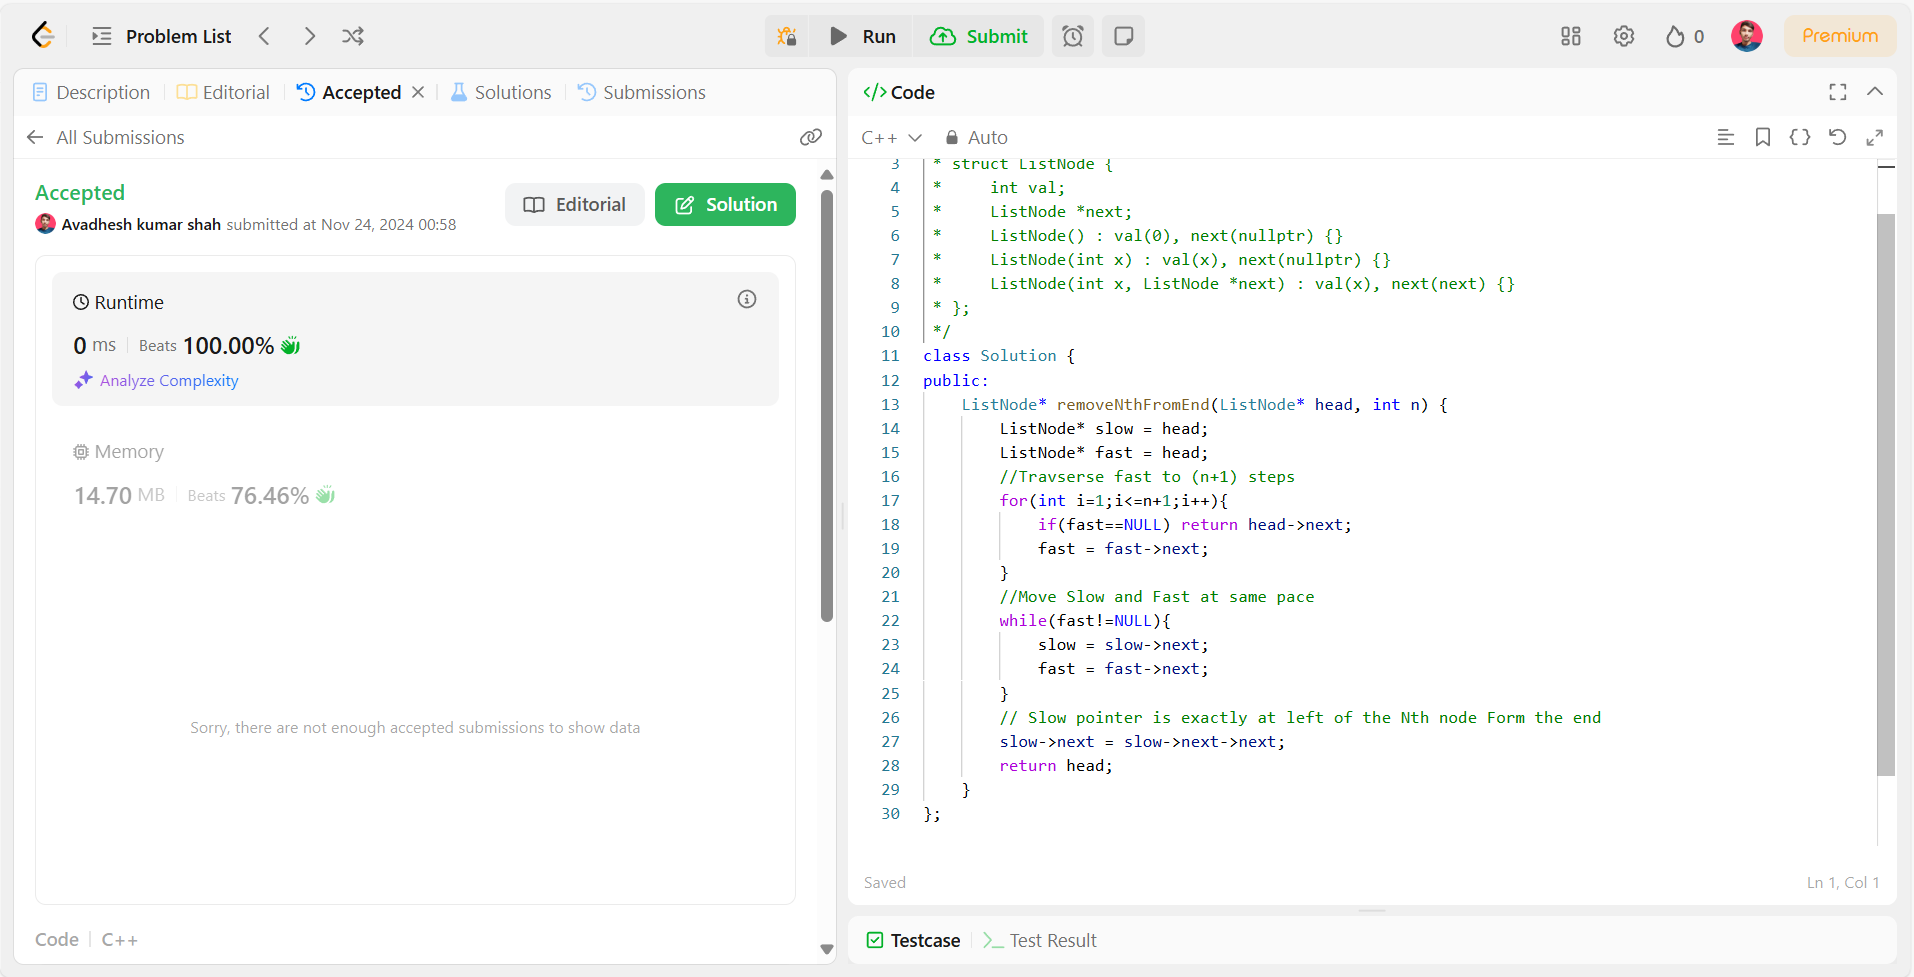 Problem List
Run
Submit
0
Premium
Description
Editorial
Accepted
Solutions
Submissions
All Submissions
Accepted
Avadhesh kumar shah submitted at Nov 24, 2024 00:58
Editorial
Solution
Runtime
0 ms Beats 100.00%
Analyze Complexity
Memory
14.70 MB Beats 76.46%
Sorry, there are not enough accepted submissions to show data
Code C++
Code
C++ Auto
3 * struct ListNode {
4 *     int val;
5 *     ListNode *next;
6 *     ListNode() : val(0), next(nullptr) {}
7 *     ListNode(int x) : val(x), next(nullptr) {}
8 *     ListNode(int x, ListNode *next) : val(x), next(next) {}
9 * };
10 */
11 class Solution {
12 public:
13     ListNode* removeNthFromEnd(ListNode* head, int n) {
14         ListNode* slow = head;
15         ListNode* fast = head;
16         //Travserse fast to (n+1) steps
17         for(int i=1;i<=n+1;i++){
18             if(fast==NULL) return head->next;
19             fast = fast->next;
20         }
21         //Move Slow and Fast at same pace
22         while(fast!=NULL){
23             slow = slow->next;
24             fast = fast->next;
25         }
26         // Slow pointer is exactly at left of the Nth node Form the end
27         slow->next = slow->next->next;
28         return head;
29     }
30 };
Saved
Ln 1, Col 1
Testcase
Test Result